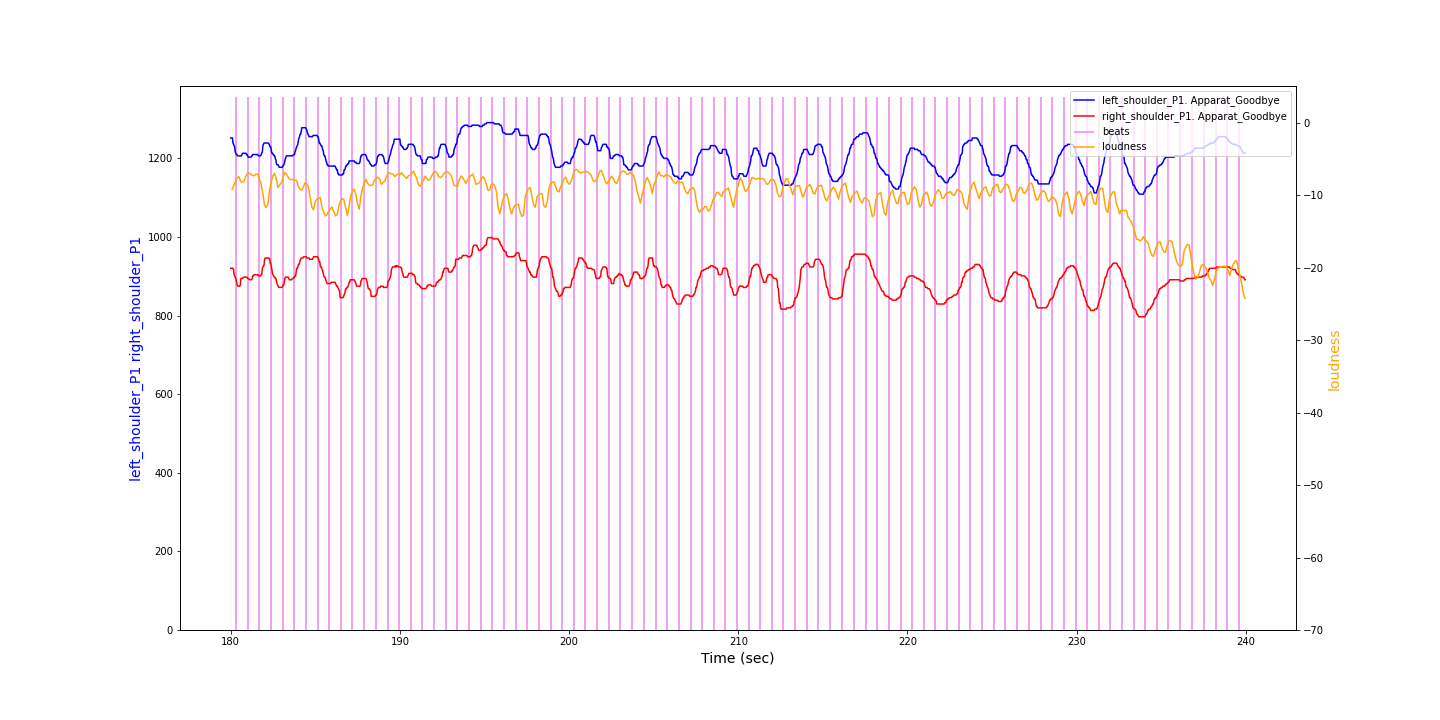 left_shoulder_P1. Apparat_Goodbye
right_shoulder_P1. Apparat_Goodbye
beats
loudness
left_shoulder_P1 right_shoulder_P1
1200
1000
800
600
400
200
0
0
−10
−20
−30
−40
−50
−60
−70
loudness
180 190 200 210 220 230 240
Time (sec)